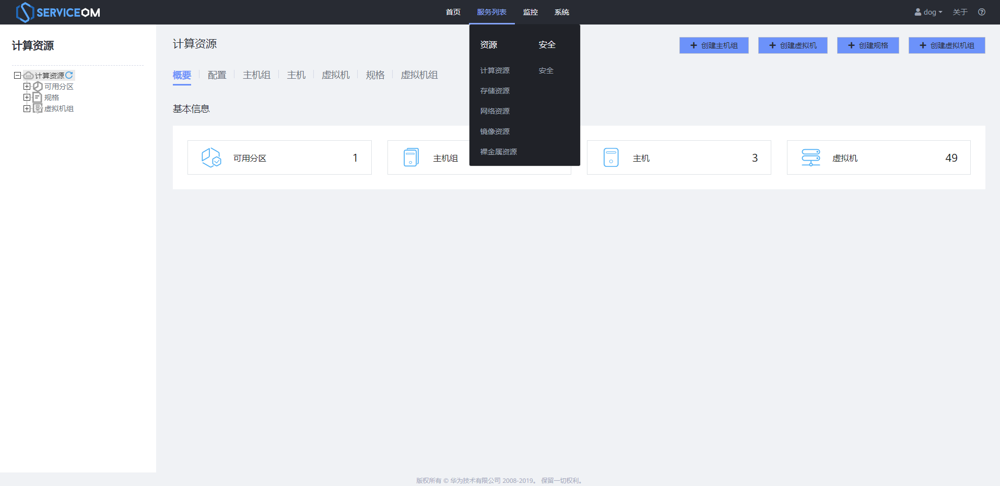 SERVICEOM
首页 服务列表 监控 系统
dog 关于
计算资源
计算资源
可用分区
规格
虚拟机组
计算资源
创建主机组 创建虚拟机 创建规格 创建虚拟机组
概要 配置 主机组 主机 虚拟机 规格 虚拟机组
资源 安全
计算资源 安全
存储资源
网络资源
镜像资源
裸金属资源
基本信息
可用分区 1
主机组
主机 3
虚拟机 49
版权所有 © 华为技术有限公司 2008-2019。 保留一切权利。